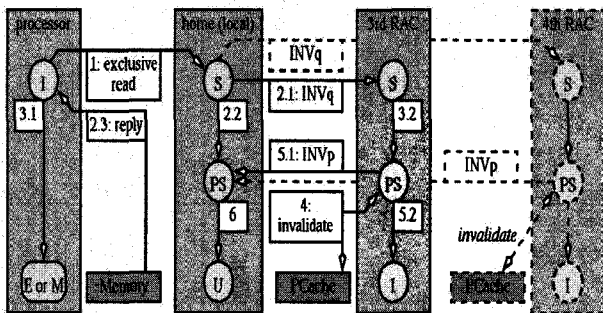 processor
home (local)
3rd RAC
4th RAC
1: exclusive
read
INVq
I
S
2.1: INVq
S
S
3.1
2.3: reply
2.2
3.2
5.1: INVp
INVp
PS
PS
PS
6
4:
invalidate
5.2
invalidate
E or M
Memory
U
PCache
I
PCache
I